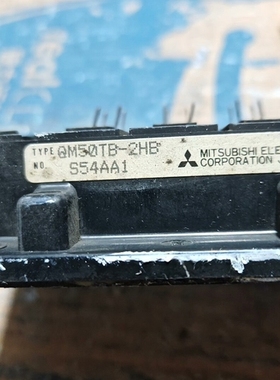 TYPE QM50TB-2HB
NO. S54AA1
MITSUBISHI ELE
CORPORATION J